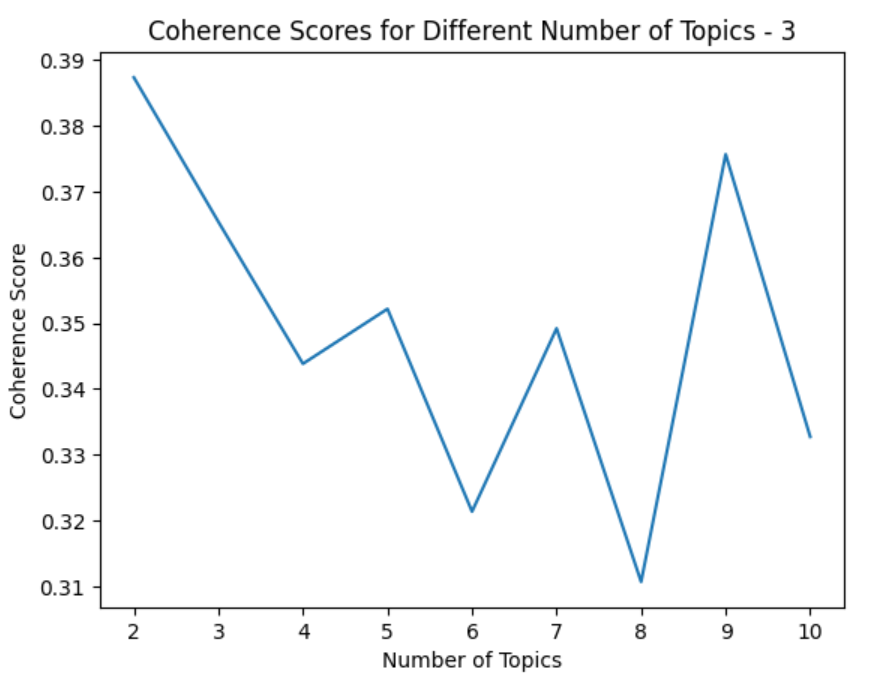 Coherence Scores for Different Number of Topics - 3
0.39
0.38
0.37
0.36
0.35
0.34
0.33
0.32
0.31
Coherence Score
2 3 4 5 6 7 8 9 10
Number of Topics